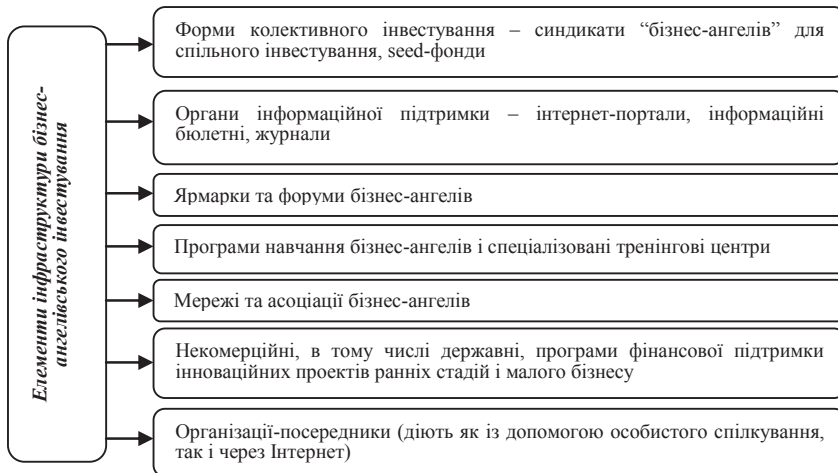 Елементи інфраструктури бізнес-
ангелівського інвестування
Форми колективного інвестування – синдикати “бізнес-ангелів” для
спільного інвестування, seed-фонди
Органи інформаційної підтримки – інтернет-портали, інформаційні
бюлетні, журнали
Ярмарки та форуми бізнес-ангелів
Програми навчання бізнес-ангелів і спеціалізовані тренінгові центри
Мережі та асоціації бізнес-ангелів
Некомерційні, в тому числі державні, програми фінансової підтримки
інноваційних проектів ранніх стадій і малого бізнесу
Організації-посередники (діють як із допомогою особистого спілкування,
так і через Інтернет)